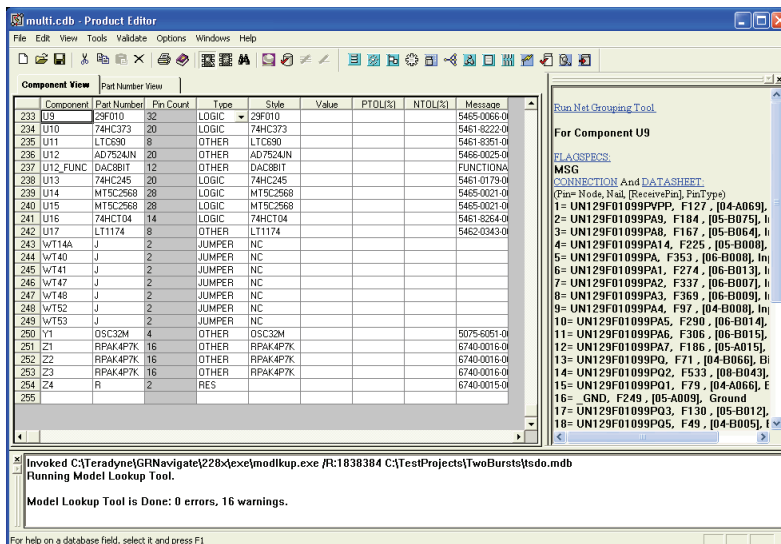 multi.cdb - Product Editor
File Edit View Tools Validate Options Windows Help
Component View Part Number View
Component Part Number Pin Count Type Style Value PTOL(%) NTOL(%) Message
233 U9 29F010 32 LOGIC 29F010 5465-0066-0
234 U10 74HC373 20 LOGIC 74HC373 5461-8222-0
235 U11 LTC690 8 OTHER LTC690 5461-8351-0
236 U12 AD7524JN 20 OTHER AD7524JN 5466-0025-0
237 U12_FUNC DAC8BIT 12 OTHER DAC8BIT FUNCTIONA
238 U13 74HC245 20 LOGIC 74HC245 5461-0179-0
239 U14 MT5C2568 28 LOGIC MT5C2568 5465-0021-0
240 U15 MT5C2568 28 LOGIC MT5C2568 5465-0021-0
241 U16 74HCT04 14 LOGIC 74HCT04 5461-8264-0
242 U17 LT1174 8 OTHER LT1174 5462-0343-0
243 WT14A J 2 JUMPER NC
244 WT40 J 2 JUMPER NC
245 WT41 J 2 JUMPER NC
246 WT47 J 2 JUMPER NC
247 WT48 J 2 JUMPER NC
248 WT52 J 2 JUMPER NC
249 WT53 J 2 JUMPER NC
250 Y1 OSC32M 4 OTHER OSC32M 5075-6051-0
251 Z1 RPAK4P7K 16 OTHER RPAK4P7K 6740-0016-0
252 Z2 RPAK4P7K 16 OTHER RPAK4P7K 6740-0016-0
253 Z3 RPAK4P7K 16 OTHER RPAK4P7K 6740-0016-0
254 Z4 R 2 RES 6740-0015-0
255
Run Net Grouping Tool
For Component U9
FLAGSPECS:
MSG
CONNECTION And DATASHEET:
(Pin= Node, Nail, [ReceivePin], PinType)
1= UN129F01099PVPP, F127 , [04-A069],
2= UN129F01099PA9, F184 , [05-B075], I
3= UN129F01099PA8, F167 , [05-B064], I
4= UN129F01099PA14, F225 , [05-B008],
5= UN129F01099PA, F353 , [06-B008], In
6= UN129F01099PA1, F274 , [06-B013], I
7= UN129F01099PA2, F337 , [06-B007], I
8= UN129F01099PA3, F369 , [06-B009], I
9= UN129F01099PA4, F97 , [04-B010], In
10= UN129F01099PA5, F290 , [06-B014],
11= UN129F01099PA6, F306 , [06-B015],
12= UN129F01099PA7, F186 , [05-A015],
13= UN129F01099PQ, F71 , [04-B066], Bi
14= UN129F01099PQ2, F533 , [08-B043],
15= UN129F01099PQ1, F79 , [04-A066], E
16= _GND, F249 , [05-A009], Ground
17= UN129F01099PQ3, F130 , [05-B012],
18= UN129F01099PQ5, F49 , [04-B005], E
Invoked C:\Teradyne\GRNavigate\228x\exe\modlkup.exe /R:1838384 C:\TestProjects\TwoBursts\tsdo.mdb
Running Model Lookup Tool.
Model Lookup Tool is Done: 0 errors, 16 warnings.
For help on a database field, select it and press F1